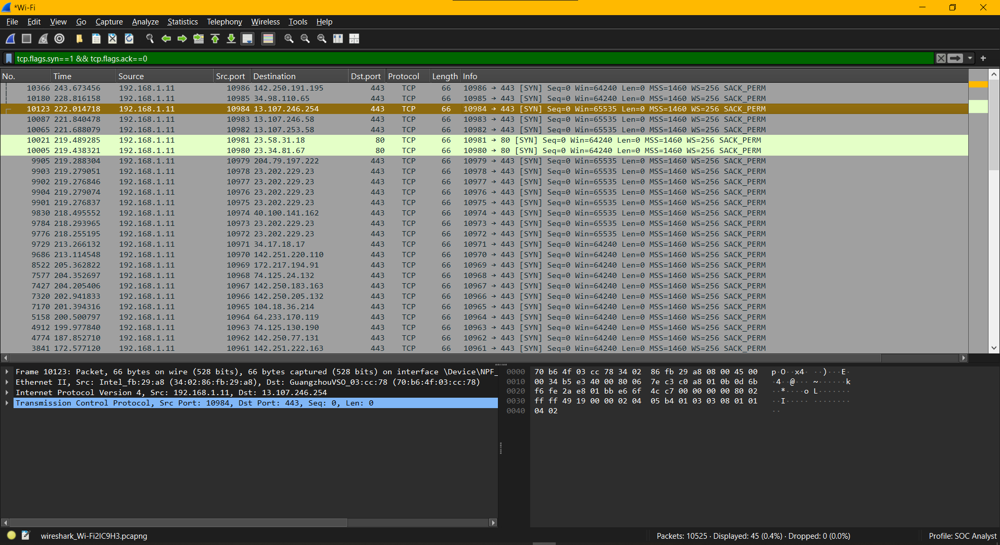 *Wi-Fi
File Edit View Go Capture Analyze Statistics Telephony Wireless Tools Help
tcp.flags.syn==1 && tcp.flags.ack==0
No. Time Source Src.port Destination Dst.port Protocol Length Info
10366 243.673456 192.168.1.11 10986 142.250.191.195 443 TCP 66 10986 → 443 [SYN] Seq=0 Win=64240 Len=0 MSS=1460 WS=256 SACK_PERM
10180 228.816158 192.168.1.11 10985 34.98.110.65 443 TCP 66 10985 → 443 [SYN] Seq=0 Win=64240 Len=0 MSS=1460 WS=256 SACK_PERM
10123 222.014718 192.168.1.11 10984 13.107.246.254 443 TCP 66 10984 → 443 [SYN] Seq=0 Win=65535 Len=0 MSS=1460 WS=256 SACK_PERM
10087 221.840478 192.168.1.11 10983 13.107.246.58 443 TCP 66 10983 → 443 [SYN] Seq=0 Win=65535 Len=0 MSS=1460 WS=256 SACK_PERM
10065 221.688079 192.168.1.11 10982 13.107.253.58 443 TCP 66 10982 → 443 [SYN] Seq=0 Win=65535 Len=0 MSS=1460 WS=256 SACK_PERM
10021 219.489285 192.168.1.11 10981 23.58.31.18 80 TCP 66 10981 → 80 [SYN] Seq=0 Win=64240 Len=0 MSS=1460 WS=256 SACK_PERM
10005 219.438321 192.168.1.11 10980 23.34.81.67 80 TCP 66 10980 → 80 [SYN] Seq=0 Win=64240 Len=0 MSS=1460 WS=256 SACK_PERM
9905 219.288304 192.168.1.11 10979 204.79.197.222 443 TCP 66 10979 → 443 [SYN] Seq=0 Win=65535 Len=0 MSS=1460 WS=256 SACK_PERM
9903 219.279051 192.168.1.11 10978 23.202.229.23 443 TCP 66 10978 → 443 [SYN] Seq=0 Win=65535 Len=0 MSS=1460 WS=256 SACK_PERM
9902 219.276846 192.168.1.11 10977 23.202.229.23 443 TCP 66 10977 → 443 [SYN] Seq=0 Win=65535 Len=0 MSS=1460 WS=256 SACK_PERM
9904 219.279074 192.168.1.11 10976 23.202.229.23 443 TCP 66 10976 → 443 [SYN] Seq=0 Win=65535 Len=0 MSS=1460 WS=256 SACK_PERM
9901 219.276837 192.168.1.11 10975 23.202.229.23 443 TCP 66 10975 → 443 [SYN] Seq=0 Win=65535 Len=0 MSS=1460 WS=256 SACK_PERM
9830 218.495552 192.168.1.11 10974 40.100.141.162 443 TCP 66 10974 → 443 [SYN] Seq=0 Win=65535 Len=0 MSS=1460 WS=256 SACK_PERM
9784 218.293965 192.168.1.11 10973 23.202.229.23 443 TCP 66 10973 → 443 [SYN] Seq=0 Win=65535 Len=0 MSS=1460 WS=256 SACK_PERM
9776 218.255195 192.168.1.11 10972 23.202.229.23 443 TCP 66 10972 → 443 [SYN] Seq=0 Win=65535 Len=0 MSS=1460 WS=256 SACK_PERM
9729 213.266132 192.168.1.11 10971 34.17.18.17 443 TCP 66 10971 → 443 [SYN] Seq=0 Win=64240 Len=0 MSS=1460 WS=256 SACK_PERM
9686 213.114548 192.168.1.11 10970 142.251.220.110 443 TCP 66 10970 → 443 [SYN] Seq=0 Win=64240 Len=0 MSS=1460 WS=256 SACK_PERM
8522 205.362822 192.168.1.11 10969 172.217.194.91 443 TCP 66 10969 → 443 [SYN] Seq=0 Win=64240 Len=0 MSS=1460 WS=256 SACK_PERM
7577 204.352697 192.168.1.11 10968 74.125.24.132 443 TCP 66 10968 → 443 [SYN] Seq=0 Win=64240 Len=0 MSS=1460 WS=256 SACK_PERM
7427 204.205406 192.168.1.11 10967 142.250.183.163 443 TCP 66 10967 → 443 [SYN] Seq=0 Win=64240 Len=0 MSS=1460 WS=256 SACK_PERM
7320 202.941833 192.168.1.11 10966 142.250.205.132 443 TCP 66 10966 → 443 [SYN] Seq=0 Win=64240 Len=0 MSS=1460 WS=256 SACK_PERM
7170 201.394316 192.168.1.11 10965 104.18.36.214 443 TCP 66 10965 → 443 [SYN] Seq=0 Win=64240 Len=0 MSS=1460 WS=256 SACK_PERM
5158 200.500797 192.168.1.11 10964 64.233.170.119 443 TCP 66 10964 → 443 [SYN] Seq=0 Win=64240 Len=0 MSS=1460 WS=256 SACK_PERM
4912 199.977840 192.168.1.11 10963 74.125.130.190 443 TCP 66 10963 → 443 [SYN] Seq=0 Win=64240 Len=0 MSS=1460 WS=256 SACK_PERM
4774 187.852710 192.168.1.11 10962 142.250.77.131 443 TCP 66 10962 → 443 [SYN] Seq=0 Win=64240 Len=0 MSS=1460 WS=256 SACK_PERM
3841 172.577120 192.168.1.11 10961 142.251.222.163 443 TCP 66 10961 → 443 [SYN] Seq=0 Win=64240 Len=0 MSS=1460 WS=256 SACK_PERM
Frame 10123: Packet, 66 bytes on wire (528 bits), 66 bytes captured (528 bits) on interface \Device\NPF_
Ethernet II, Src: Intel_fb:29:a8 (34:02:86:fb:29:a8), Dst: GuangzhouVSO_03:cc:78 (70:b6:4f:03:cc:78)
Internet Protocol Version 4, Src: 192.168.1.11, Dst: 13.107.246.254
Transmission Control Protocol, Src Port: 10984, Dst Port: 443, Seq: 0, Len: 0
0000 70 b6 4f 03 cc 78 34 02 86 fb 29 a8 08 00 45 00 p·O··x4· ··)···E·
0010 00 34 b5 e3 40 00 80 06 7e c3 c0 a8 01 0b 0d 6b ·4··@··· ~······k
0020 f6 fe 2a e8 01 bb e6 6f 4c c7 00 00 00 00 80 02 ··*····o L·······
0030 ff ff 49 19 00 00 02 04 05 b4 01 03 03 08 01 01 ··I····· ········
0040 04 02 ··
wireshark_Wi-Fi2IC9H3.pcapng
Packets: 10525 · Displayed: 45 (0.4%) · Dropped: 0 (0.0%)
Profile: SOC Analyst